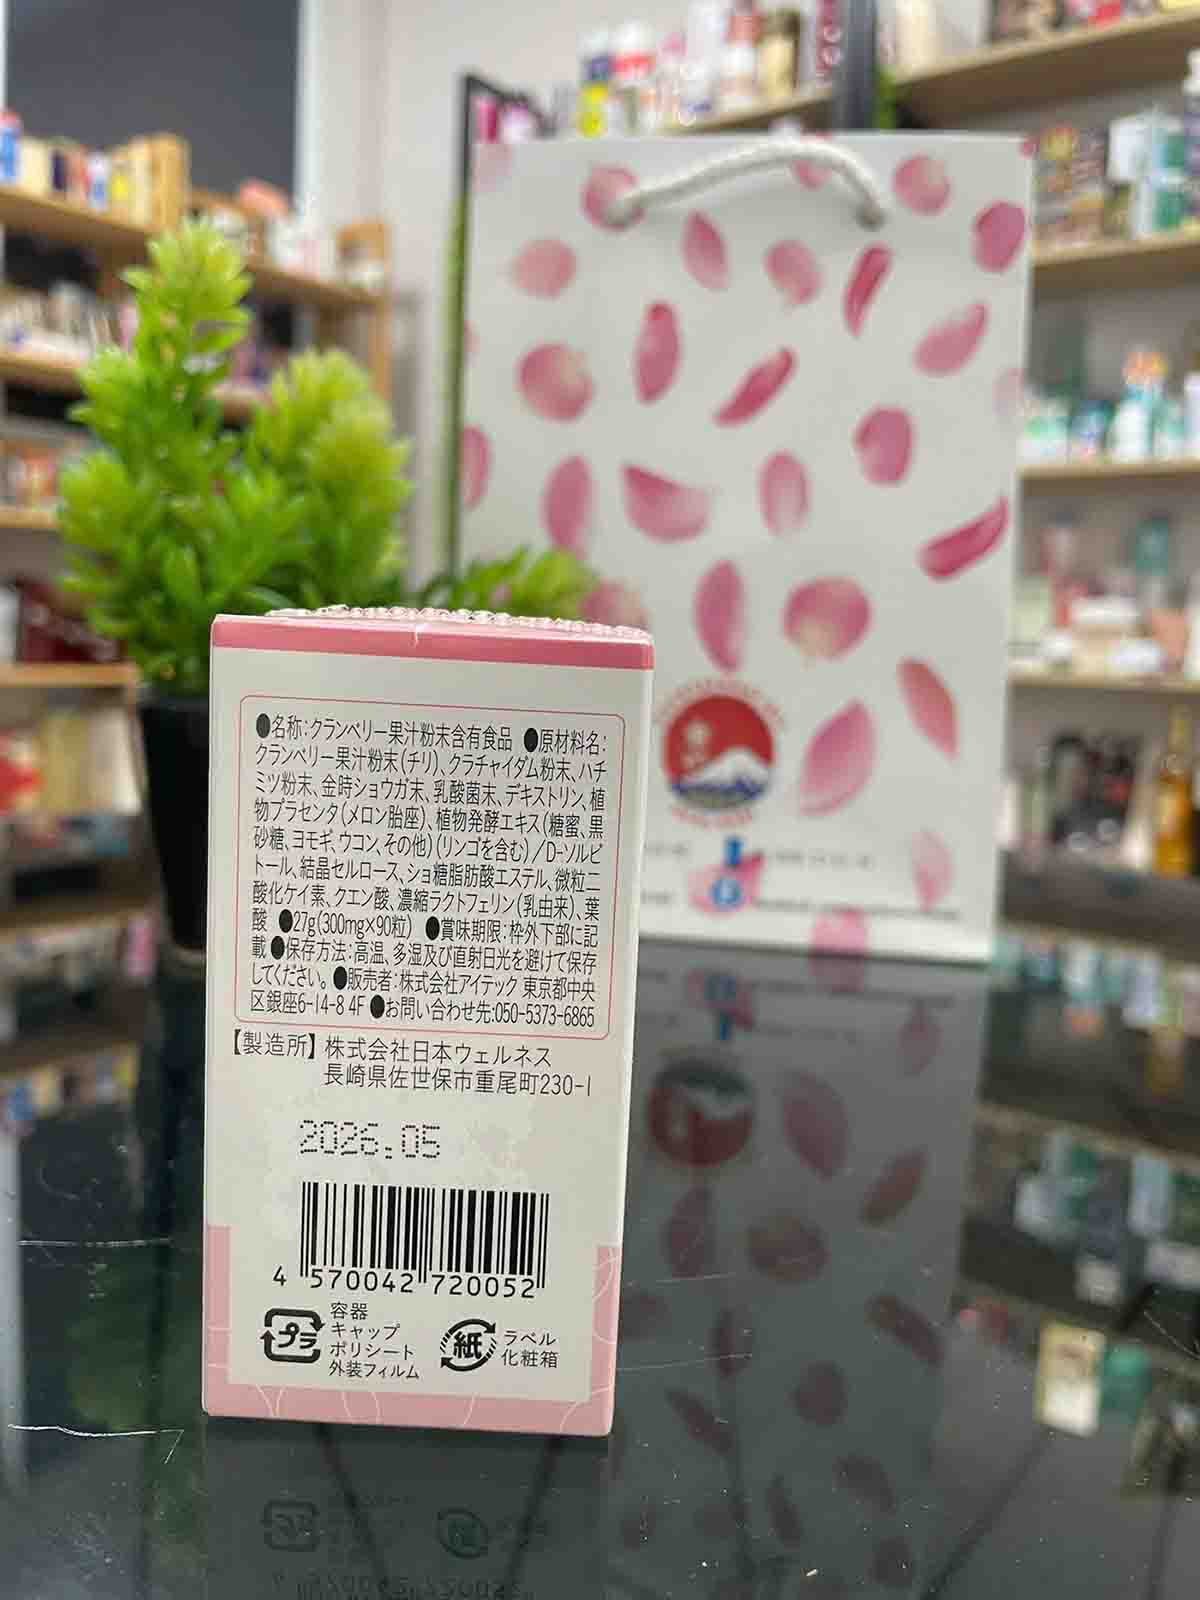 ●名称:クランベリー果汁粉末含有食品 ●原材料名:
クランベリー果汁粉末(チリ)、クラチャイダム粉末、ハチ
ミツ粉末、金時ショウガ末、乳酸菌末、デキストリン、植
物プラセンタ(メロン胎座)、植物発酵エキス(糖蜜、黒
砂糖、ヨモギ、ウコン、その他)(リンゴを含む)/D-ソルビ
トール、結晶セルロース、ショ糖脂肪酸エステル、微粒二
酸化ケイ素、クエン酸、濃縮ラクトフェリン(乳由来)、葉
酸 ●27g(300mg×90粒) ●賞味期限:枠外下部に記
載 ●保存方法:高温、多湿及び直射日光を避けて保存
してください。 ●販売者:株式会社アイテック 東京都中央
区銀座6-14-8 4F ●お問い合わせ先:050-5373-6865
【製造所】 株式会社日本ウェルネス
長崎県佐世保市重尾町230-1
2026.05
4 570042 720052
プラ
容器
キャップ
ポリシート
外装フィルム
紙
ラベル
化粧箱